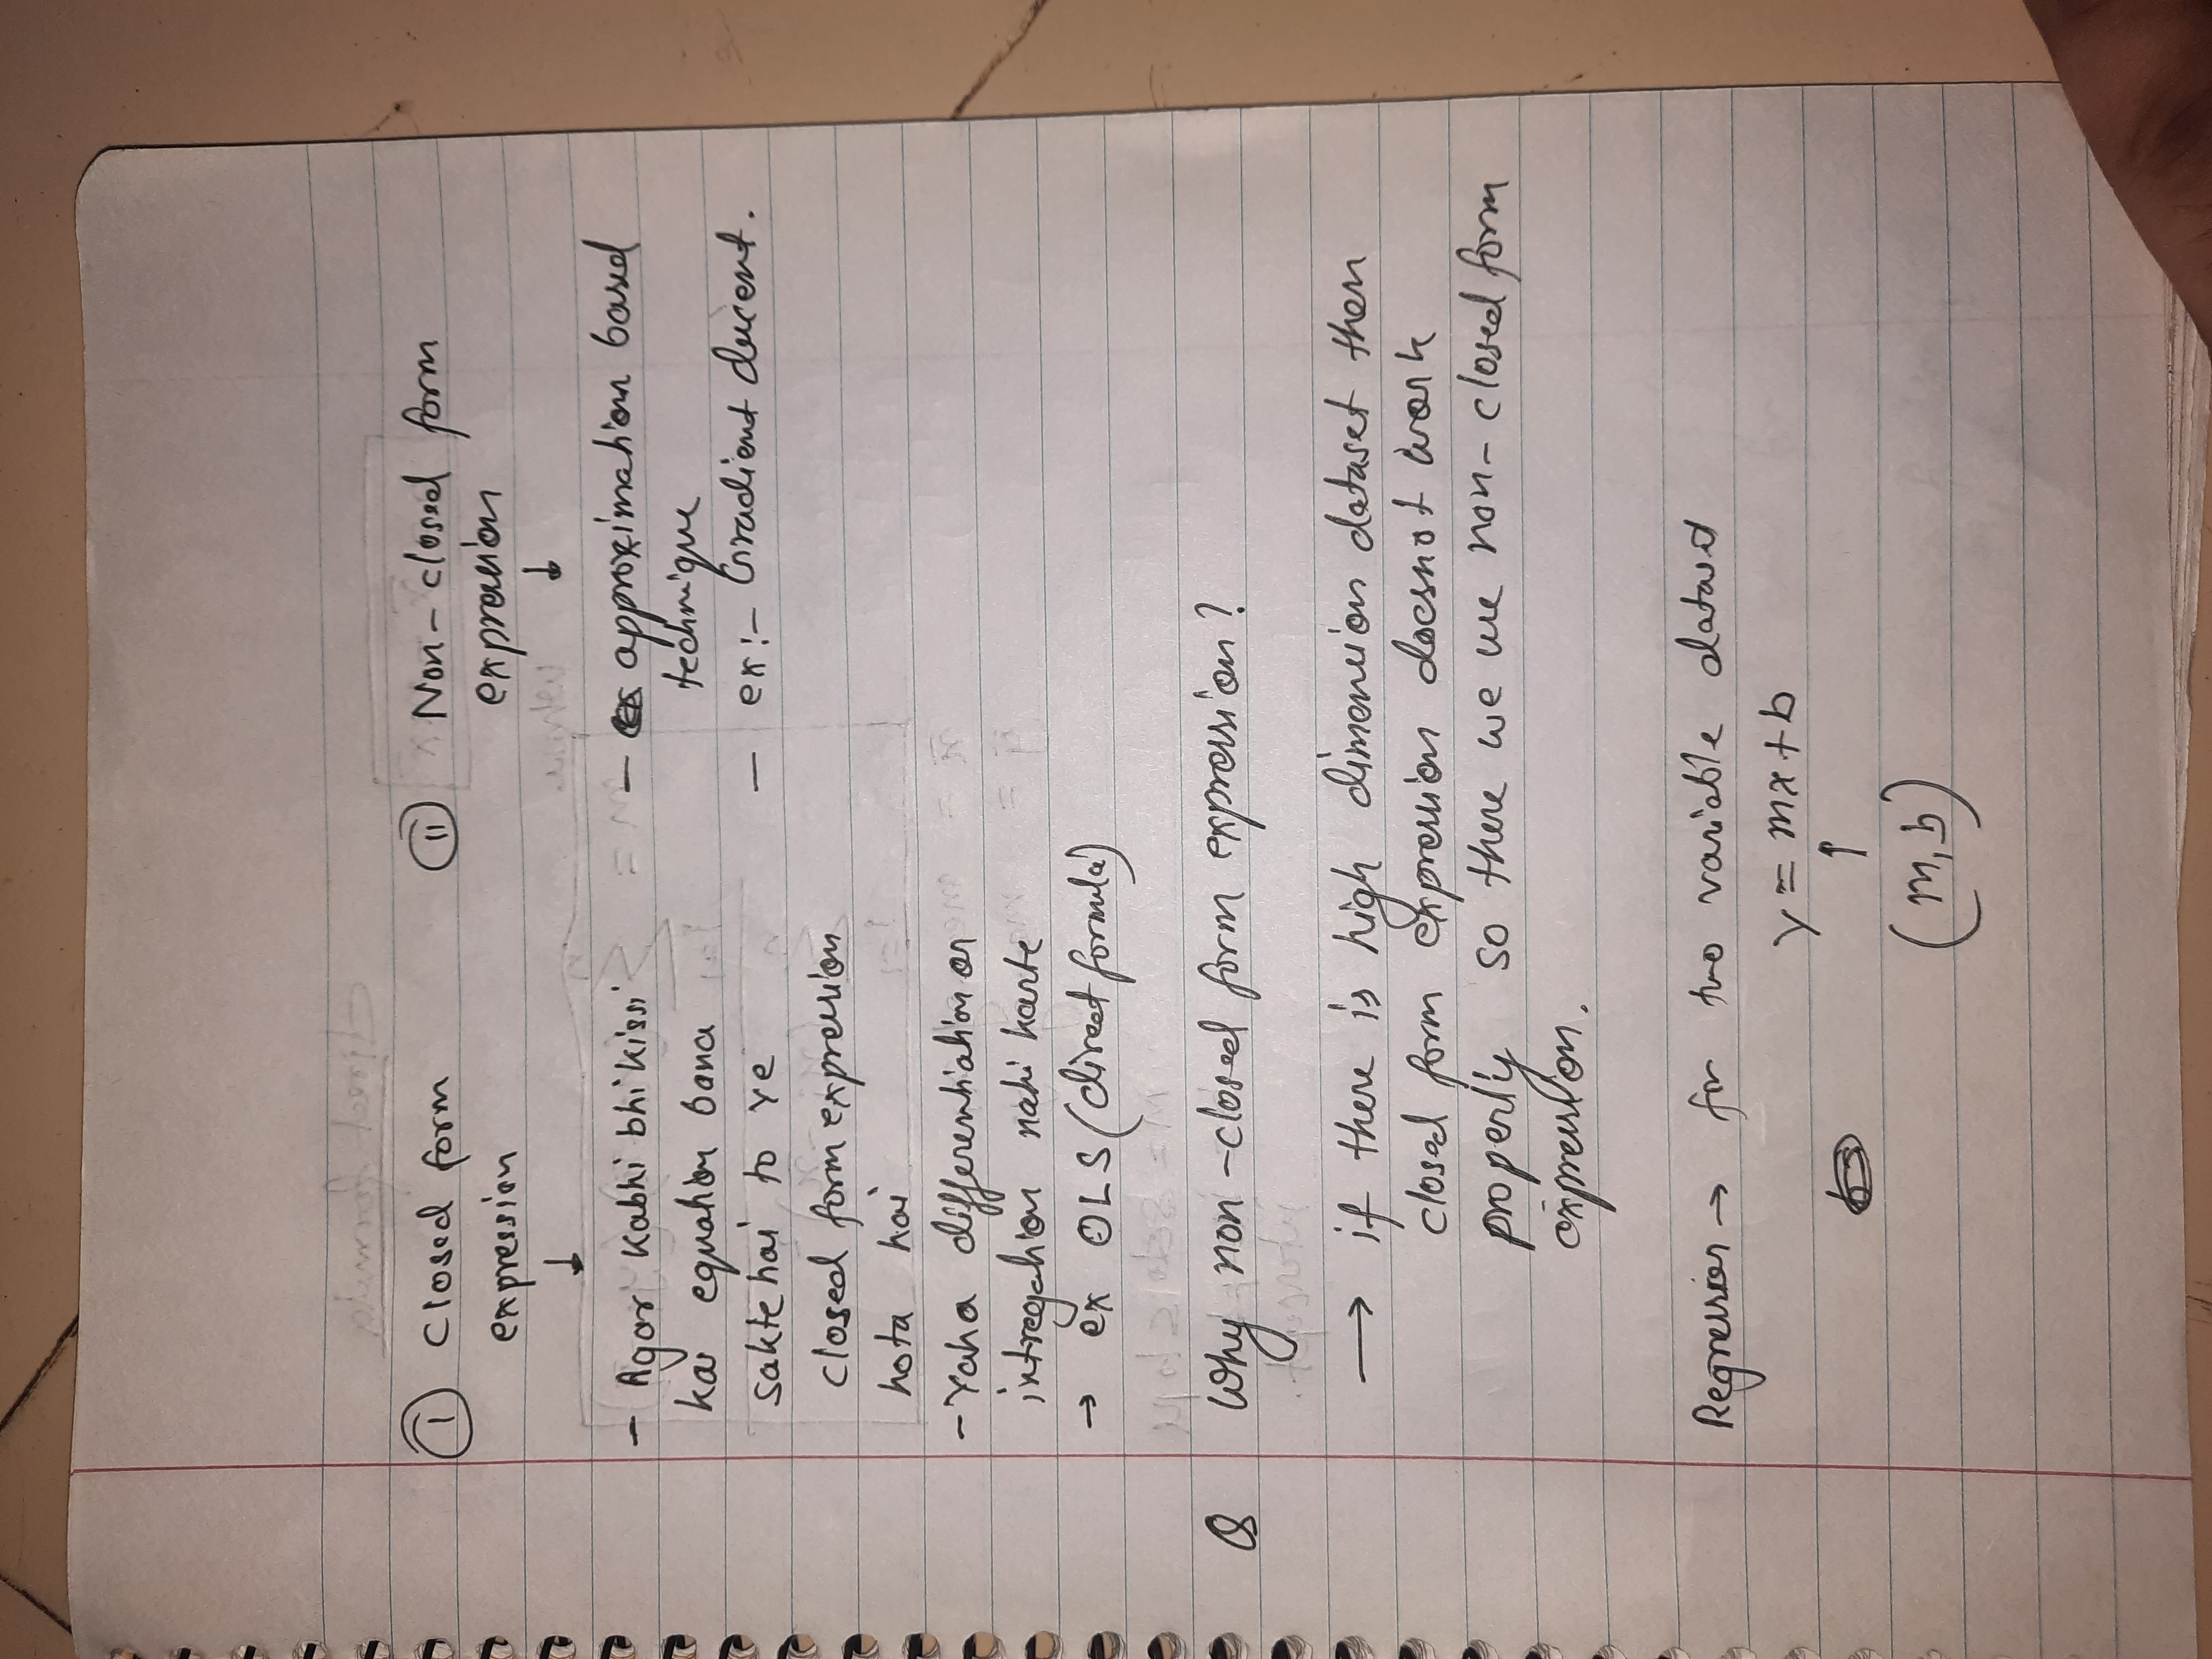 (i) Closed form
expression
↓
- Agar kabhi bhi kissi
kai equation bana
sakte hai to ye
closed form expression
hota hai
- Yaha differentiation or
intregation nahi karte
→ ex OLS (direct formula)
(ii) Non-closed form
expression
↓
- approximation based
technique
- ex:- Gradient decent.
Q Why non-closed form expression?
→ if there is high dimension dataset then
closed form expression doesnot work
properly so there we use non-closed form
expression.
Regression → for two variable dataset
y = mx+b
↑
(m,b)